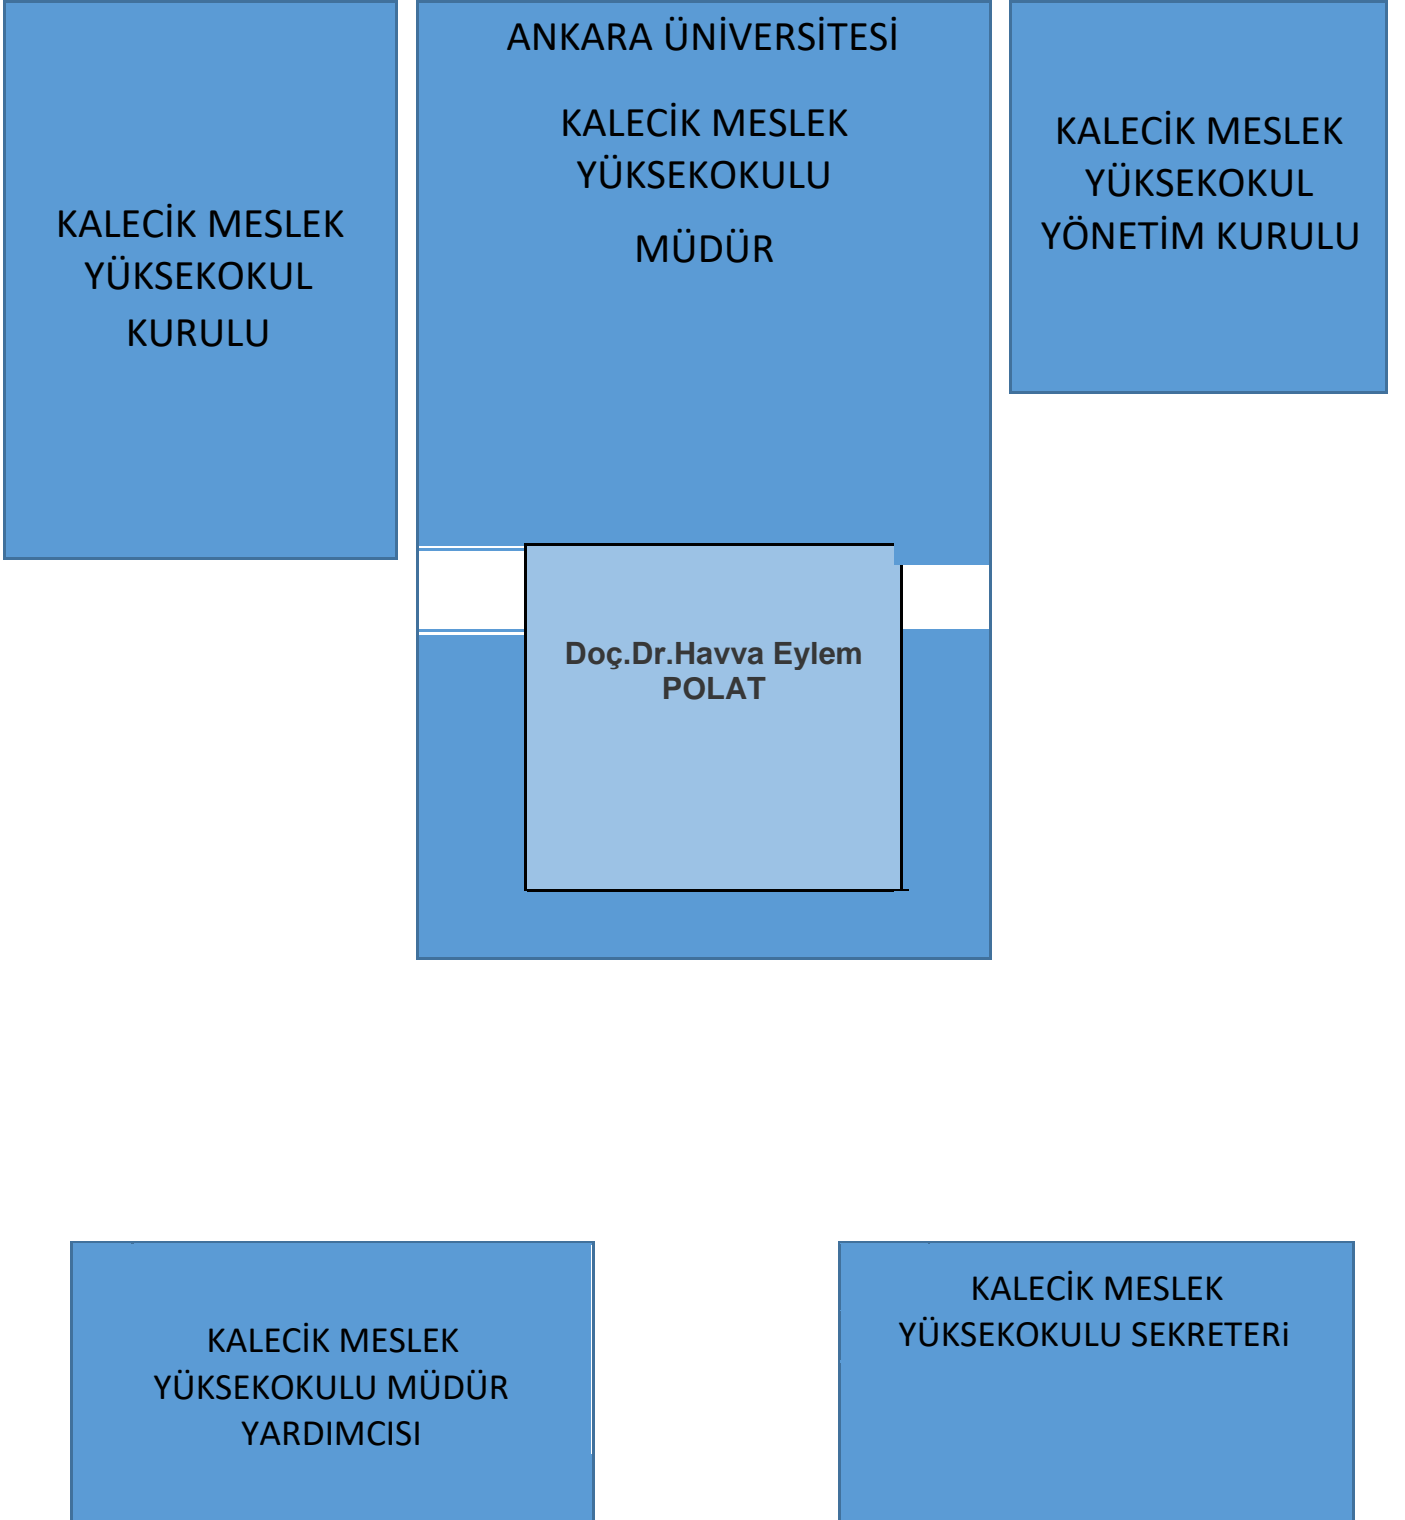 KALECİK MESLEK
YÜKSEKOKUL
KURULU
ANKARA ÜNİVERSİTESİ
KALECİK MESLEK
YÜKSEKOKULU
MÜDÜR
Doç.Dr.Havva Eylem
POLAT
KALECİK MESLEK
YÜKSEKOKUL
YÖNETİM KURULU
KALECİK MESLEK
YÜKSEKOKULU MÜDÜR
YARDIMCISI
KALECİK MESLEK
YÜKSEKOKULU SEKRETERi